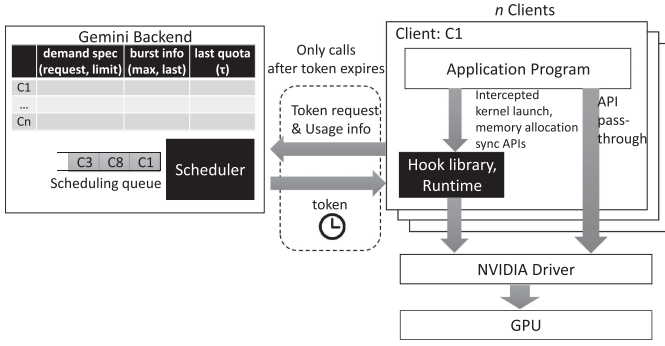 n Clients
Gemini Backend
demand spec
(request, limit)
burst info
(max, last)
last quota
(τ)
C1
...
Cn
C3 C8 C1
Scheduling queue
Scheduler
Only calls
after token expires
Token request
& Usage info
token
Client: C1
Application Program
Intercepted
kernel launch,
memory allocation
sync APIs
API
pass-
through
Hook library,
Runtime
NVIDIA Driver
GPU